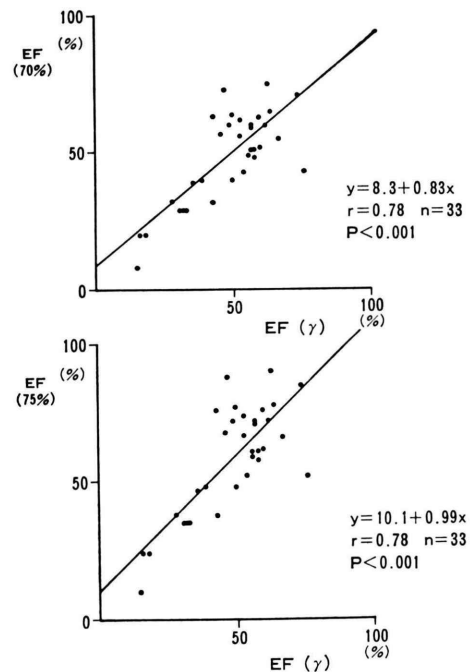 100
(%)
EF
(70%)
50
0
y=8.3+0.83x
r=0.78 n=33
P<0.001
50
100
EF (γ)
(%)
100
(%)
EF
(75%)
50
0
y=10.1+0.99x
r=0.78 n=33
P<0.001
50
100
EF (γ)
(%)